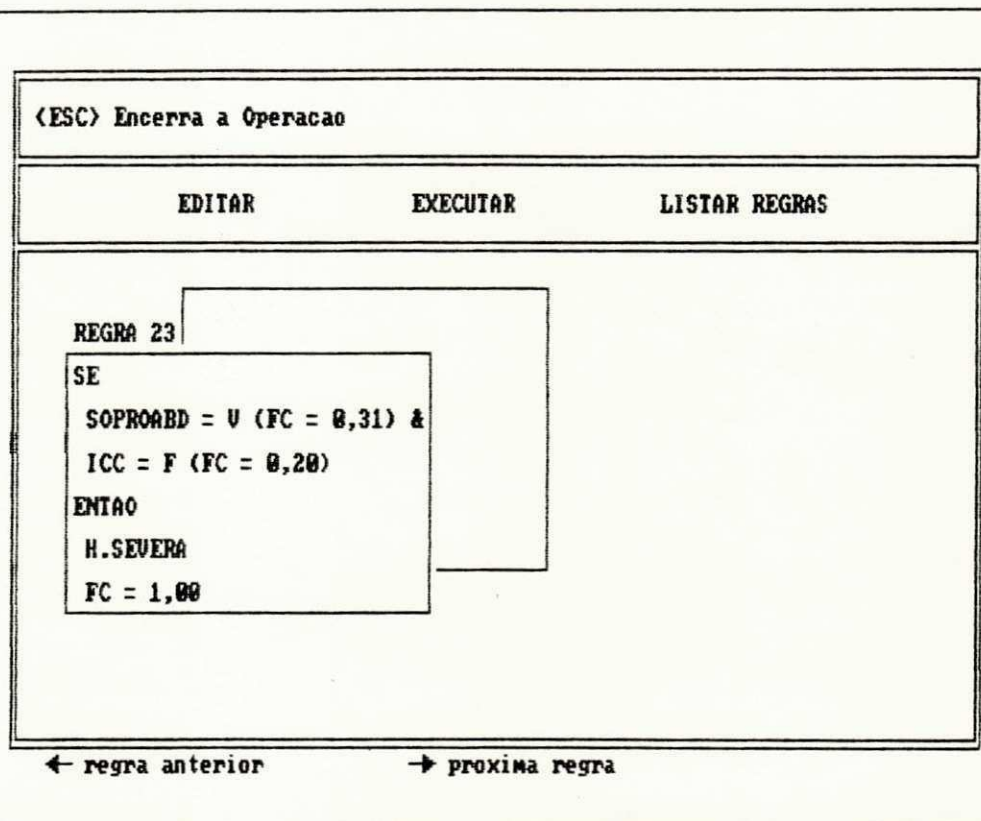 <ESC> Encerra a Operacao
EDITAR EXECUTAR LISTAR REGRAS
REGRA 23
SE
SOPROABD = V (FC = 0,31) &
ICC = F (FC = 0,20)
ENTAO
H.SEVERA
FC = 1,00
← regra anterior → proxima regra